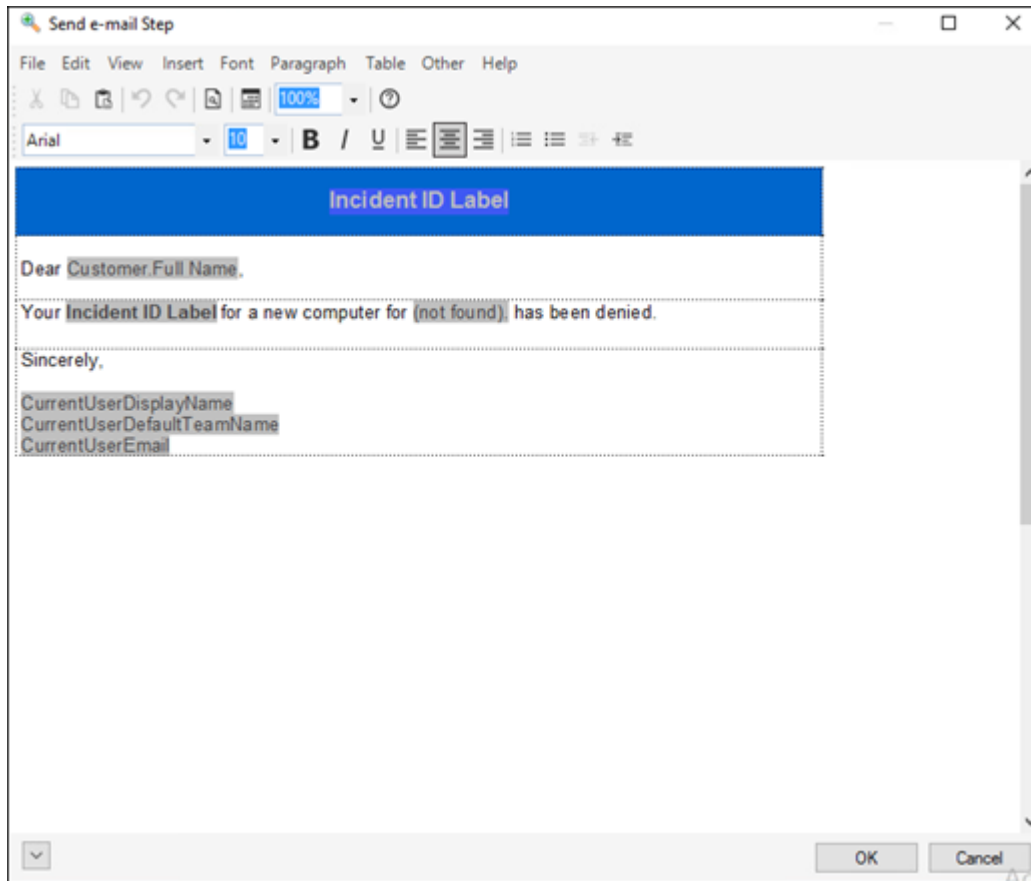 Send e-mail Step
File Edit View Insert Font Paragraph Table Other Help
100%
Arial 10 B I U
Incident ID Label
Dear Customer.Full Name,
Your Incident ID Label for a new computer for (not found), has been denied.
Sincerely,
CurrentUserDisplayName
CurrentUserDefaultTeamName
CurrentUserEmail
OK Cancel